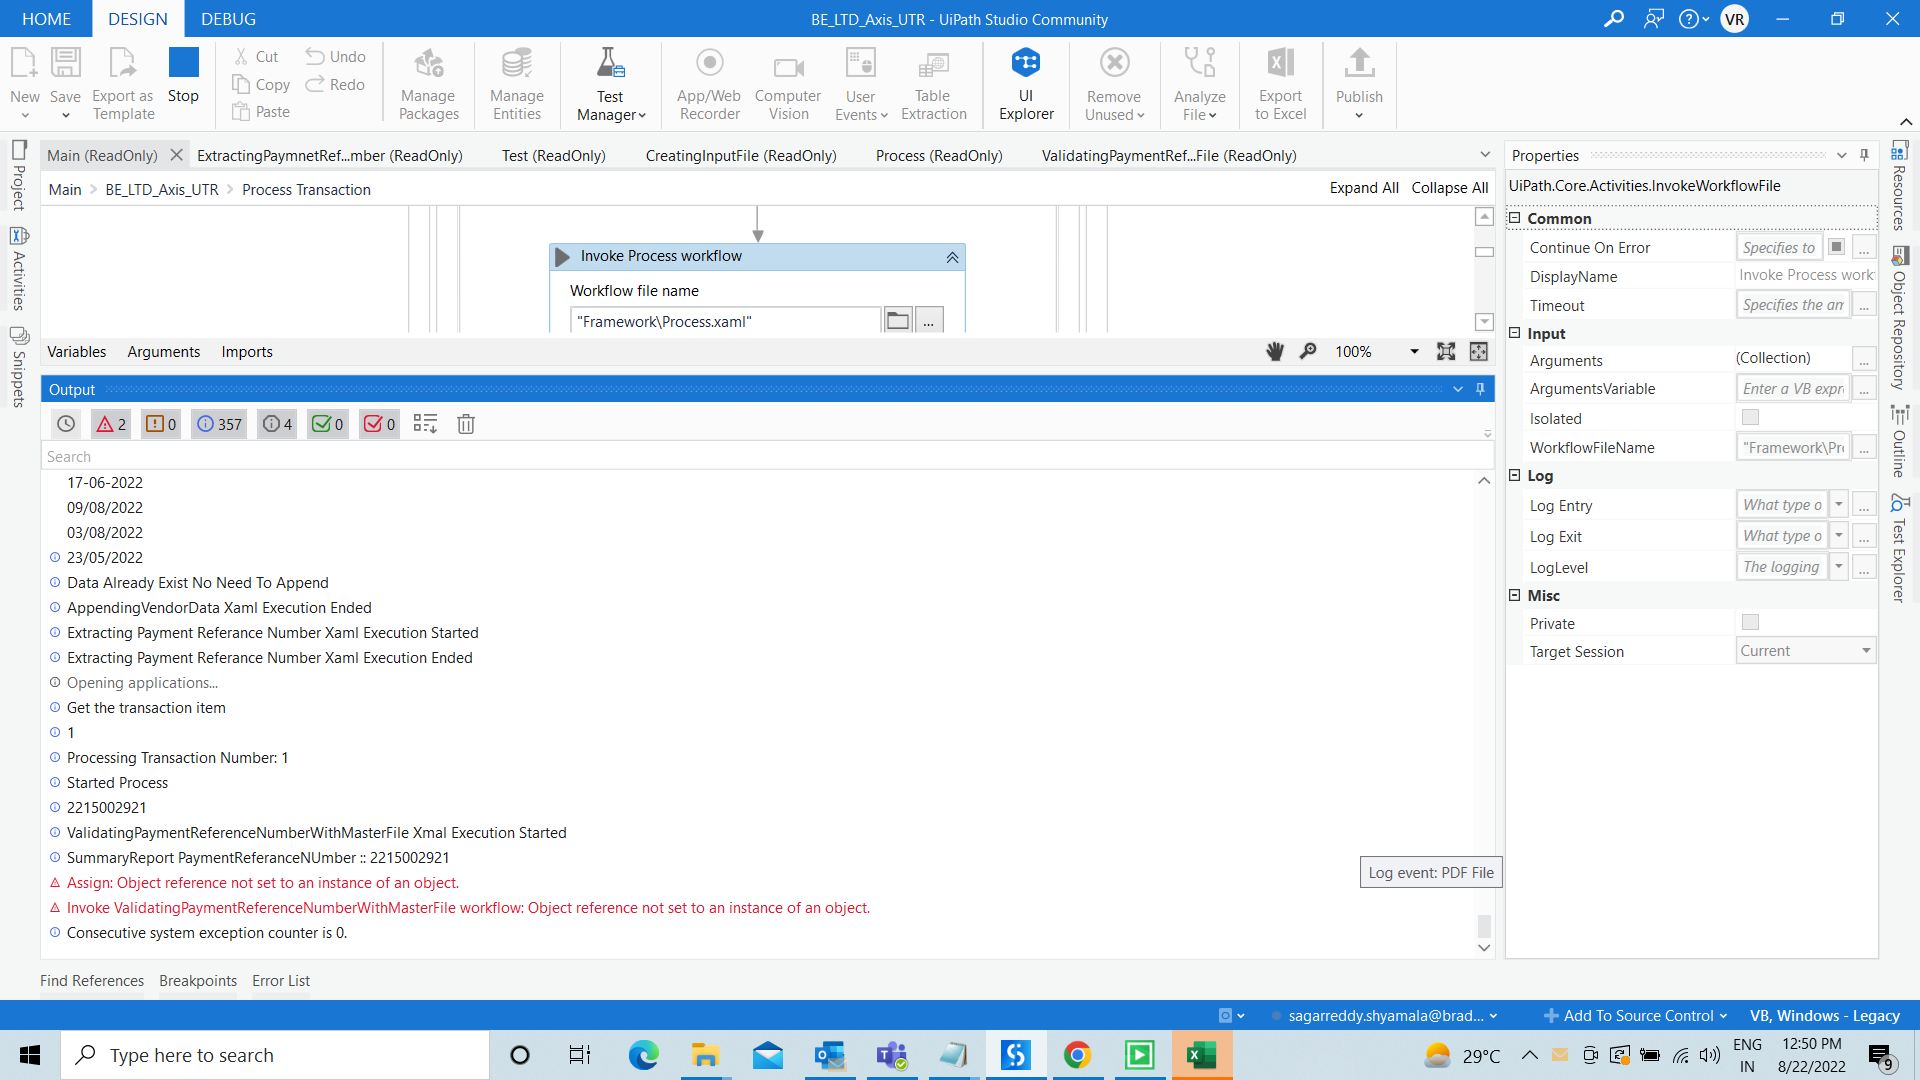 HOME DESIGN DEBUG BE_LTD_Axis_UTR - UiPath Studio Community VR
New Save Export as Template Stop Cut Copy Paste Undo Redo Manage Packages Manage Entities Test Manager App/Web Recorder Computer Vision User Events Table Extraction UI Explorer Remove Unused Analyze File Export to Excel Publish
Main (ReadOnly) ExtractingPaymnetRef...mber (ReadOnly) Test (ReadOnly) CreatingInputFile (ReadOnly) Process (ReadOnly) ValidatingPaymentRef...File (ReadOnly)
Main > BE_LTD_Axis_UTR > Process Transaction Expand All Collapse All
Project
Activities
Snippets
Invoke Process workflow
Workflow file name
"Framework\Process.xaml" ...
Variables Arguments Imports 100%
Output
2 0 357 4 0 0
Search
17-06-2022
09/08/2022
03/08/2022
23/05/2022
Data Already Exist No Need To Append
AppendingVendorData Xaml Execution Ended
Extracting Payment Referance Number Xaml Execution Started
Extracting Payment Referance Number Xaml Execution Ended
Opening applications...
Get the transaction item
1
Processing Transaction Number: 1
Started Process
2215002921
ValidatingPaymentReferenceNumberWithMasterFile Xmal Execution Started
SummaryReport PaymentReferanceNUmber :: 2215002921
Assign: Object reference not set to an instance of an object.
Invoke ValidatingPaymentReferenceNumberWithMasterFile workflow: Object reference not set to an instance of an object.
Consecutive system exception counter is 0.
Log event: PDF File
Find References Breakpoints Error List
Properties
UiPath.Core.Activities.InvokeWorkflowFile
Common
Continue On Error Specifies to ...
DisplayName Invoke Process work
Timeout Specifies the am ...
Input
Arguments (Collection) ...
ArgumentsVariable Enter a VB expr ...
Isolated
WorkflowFileName "Framework\Pro ...
Log
Log Entry What type o ...
Log Exit What type o ...
LogLevel The logging ...
Misc
Private
Target Session Current
Resources
Object Repository
Outline
Test Explorer
sagarreddy.shyamala@brad... Add To Source Control VB, Windows - Legacy
Type here to search 29°C ENG IN 12:50 PM 8/22/2022 9